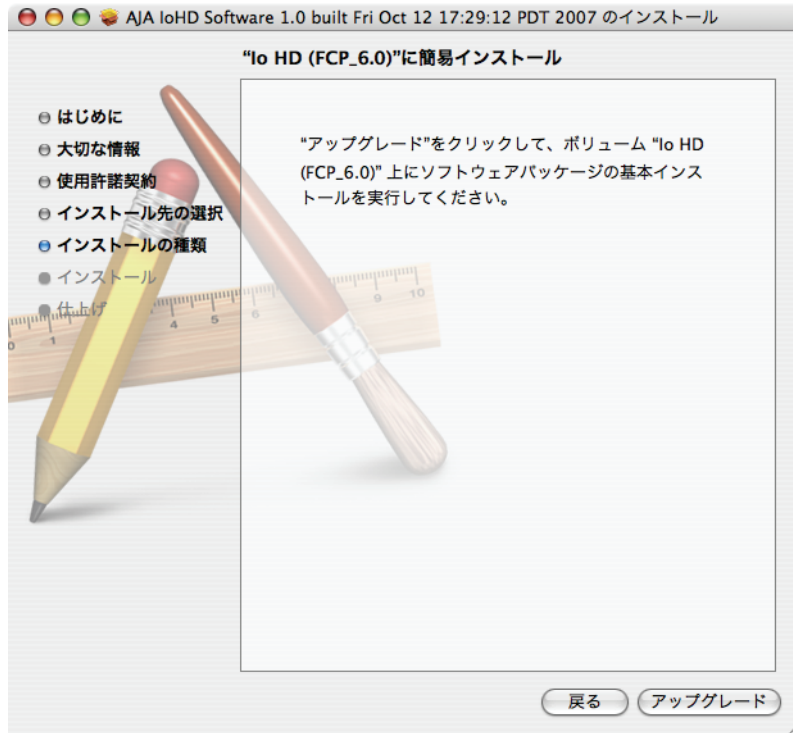 AJA IoHD Software 1.0 built Fri Oct 12 17:29:12 PDT 2007 のインストール
“Io HD (FCP_6.0)”に簡易インストール
はじめに
大切な情報
使用許諾契約
インストール先の選択
インストールの種類
インストール
仕上げ
“アップグレード”をクリックして、ボリューム “Io HD
(FCP_6.0)” 上にソフトウェアパッケージの基本インス
トールを実行してください。
0 1 4 5 6 9 10
戻る
アップグレード